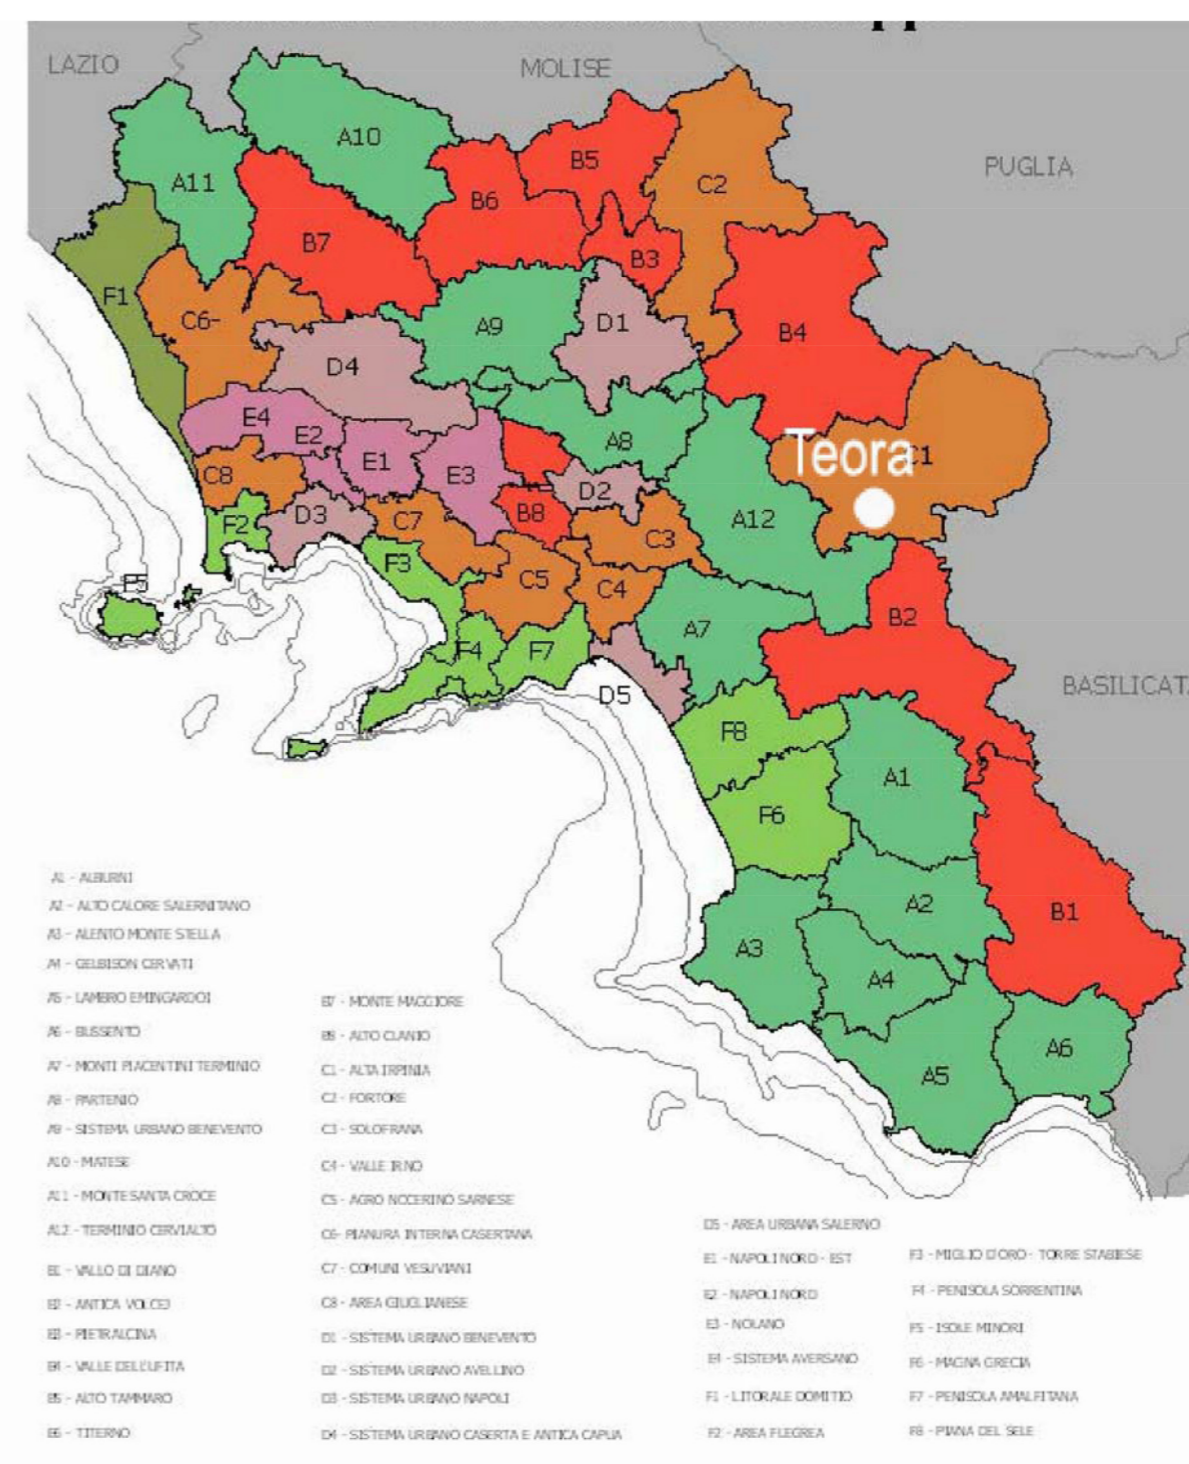 LAZIO
MOLISE
PUGLIA
BASILICAT
A10
A11
B5
C2
B6
B7
B3
F1
C6-
A9
D1
B4
D4
E4
E2
E1
E3
A8
Teora
C1
C8
D2
B8
A12
F2
D3
C7
C3
F3
C5
C4
F5
B2
A7
F4
F7
D5
F8
A1
F6
A2
B1
A3
A4
A6
A5
A1 - ALBURNI
A2 - ALTO CALORE SALERNITANO
A3 - ALENTO MONTE STELLA
A4 - GELBISON CERVATI
A5 - LAMBRO E MINGARDOI
A6 - BUSSENTO
A7 - MONTI PIACENTINI TERMINIO
A8 - PARTENIO
A9 - SISTEMA URBANO BENEVENTO
A10 - MATESE
A11 - MONTE SANTA CROCE
A12 - TERMINIO CERVIALTO
B1 - VALLO DI DIANO
B2 - ANTICA VOLCEJ
B3 - PIETRALCINA
B4 - VALLE DELL'UFITA
B5 - ALTO TAMMARO
B6 - TITERNO
B7 - MONTE MAGGIORE
B8 - ALTO CLANIO
C1 - ALTA IRPINIA
C2 - FORTORE
C3 - SOLOFRANA
C4 - VALLE IRNO
C5 - AGRO NOCERINO SARNESE
C6- PIANURA INTERNA CASERTANA
C7 - COMUNI VESUVIANI
C8 - AREA GIUGLIANESE
D1 - SISTEMA URBANO BENEVENTO
D2 - SISTEMA URBANO AVELLINO
D3 - SISTEMA URBANO NAPOLI
D4 - SISTEMA URBANO CASERTA E ANTICA CAPUA
D5 - AREA URBANA SALERNO
E1 - NAPOLI NORD - EST
E2 - NAPOLI NORD
E3 - NOLANO
E4 - SISTEMA AVERSANO
F1 - LITORALE DOMITIO
F2 - AREA FLEGREA
F3 - MIGLIO D'ORO - TORRE STABIESE
F4 - PENISOLA SORRENTINA
F5 - ISOLE MINORI
F6 - MAGNA GRECIA
F7 - PENISOLA AMALFITANA
F8 - PIANA DEL SELE